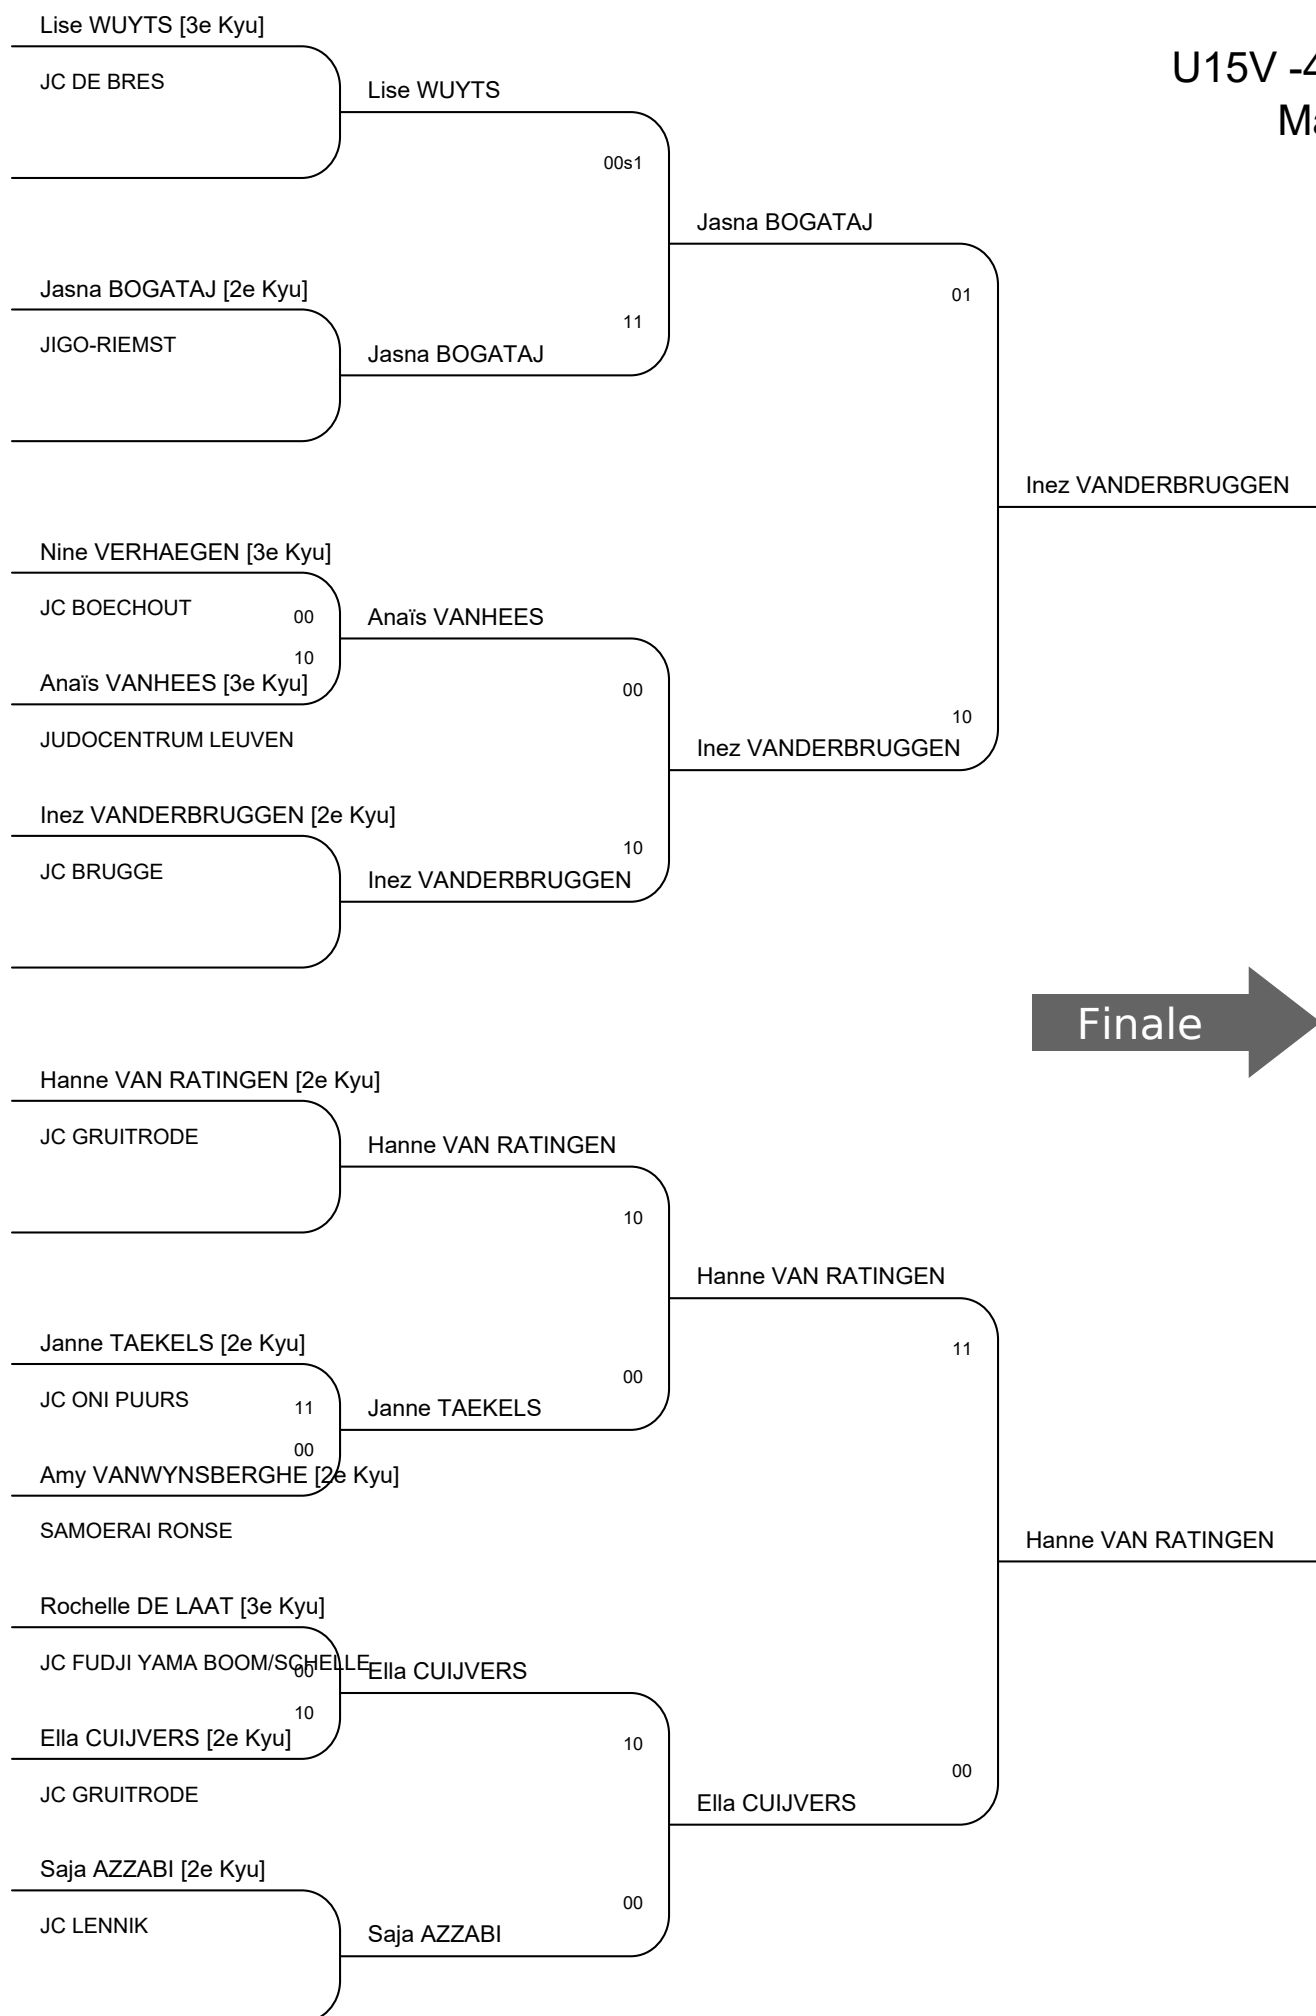 Lise WUYTS [3e Kyu]
JC DE BRES
Lise WUYTS
U15V -4
Ma
00s1
Jasna BOGATAJ
Jasna BOGATAJ [2e Kyu]
01
11
JIGO-RIEMST
Jasna BOGATAJ
Inez VANDERBRUGGEN
Nine VERHAEGEN [3e Kyu]
JC BOECHOUT
00
Anaïs VANHEES
10
Anaïs VANHEES [3e Kyu]
00
10
JUDOCENTRUM LEUVEN
Inez VANDERBRUGGEN
Inez VANDERBRUGGEN [2e Kyu]
10
JC BRUGGE
Inez VANDERBRUGGEN
Finale
Hanne VAN RATINGEN [2e Kyu]
JC GRUITRODE
Hanne VAN RATINGEN
10
Hanne VAN RATINGEN
Janne TAEKELS [2e Kyu]
11
00
JC ONI PUURS
11
Janne TAEKELS
00
Amy VANWYNSBERGHE [2e Kyu]
SAMOERAI RONSE
Hanne VAN RATINGEN
Rochelle DE LAAT [3e Kyu]
JC FUDJI YAMA BOOM/SCHELLE
00
Ella CUIJVERS
10
Ella CUIJVERS [2e Kyu]
10
00
JC GRUITRODE
Ella CUIJVERS
Saja AZZABI [2e Kyu]
00
JC LENNIK
Saja AZZABI